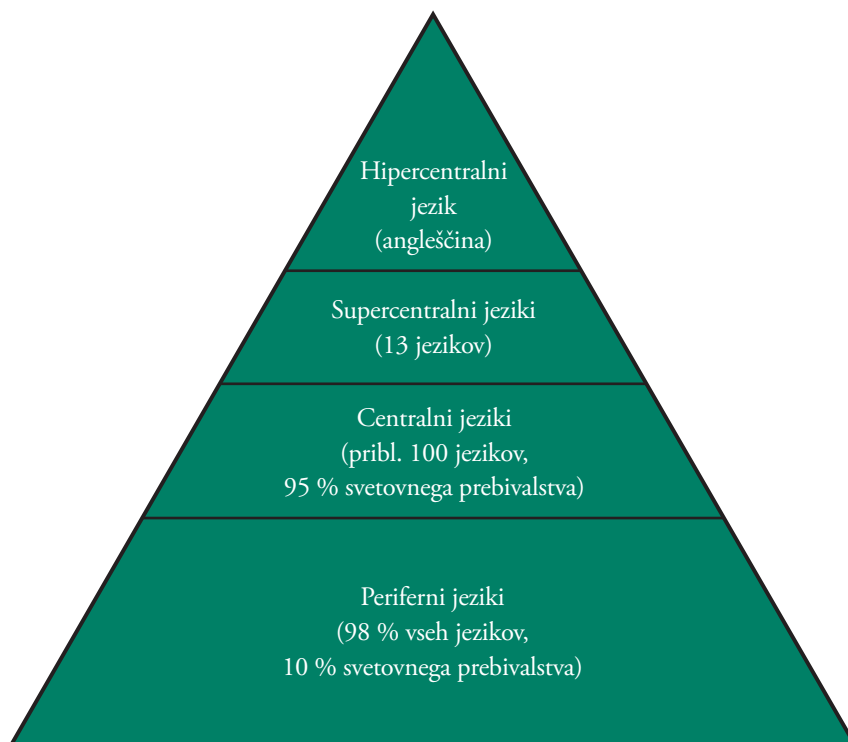 Hipercentralni
jezik
(angleščina)
Supercentralni jeziki
(13 jezikov)
Centralni jeziki
(pribl. 100 jezikov,
95 % svetovnega prebivalstva)
Periferni jeziki
(98 % vseh jezikov,
10 % svetovnega prebivalstva)